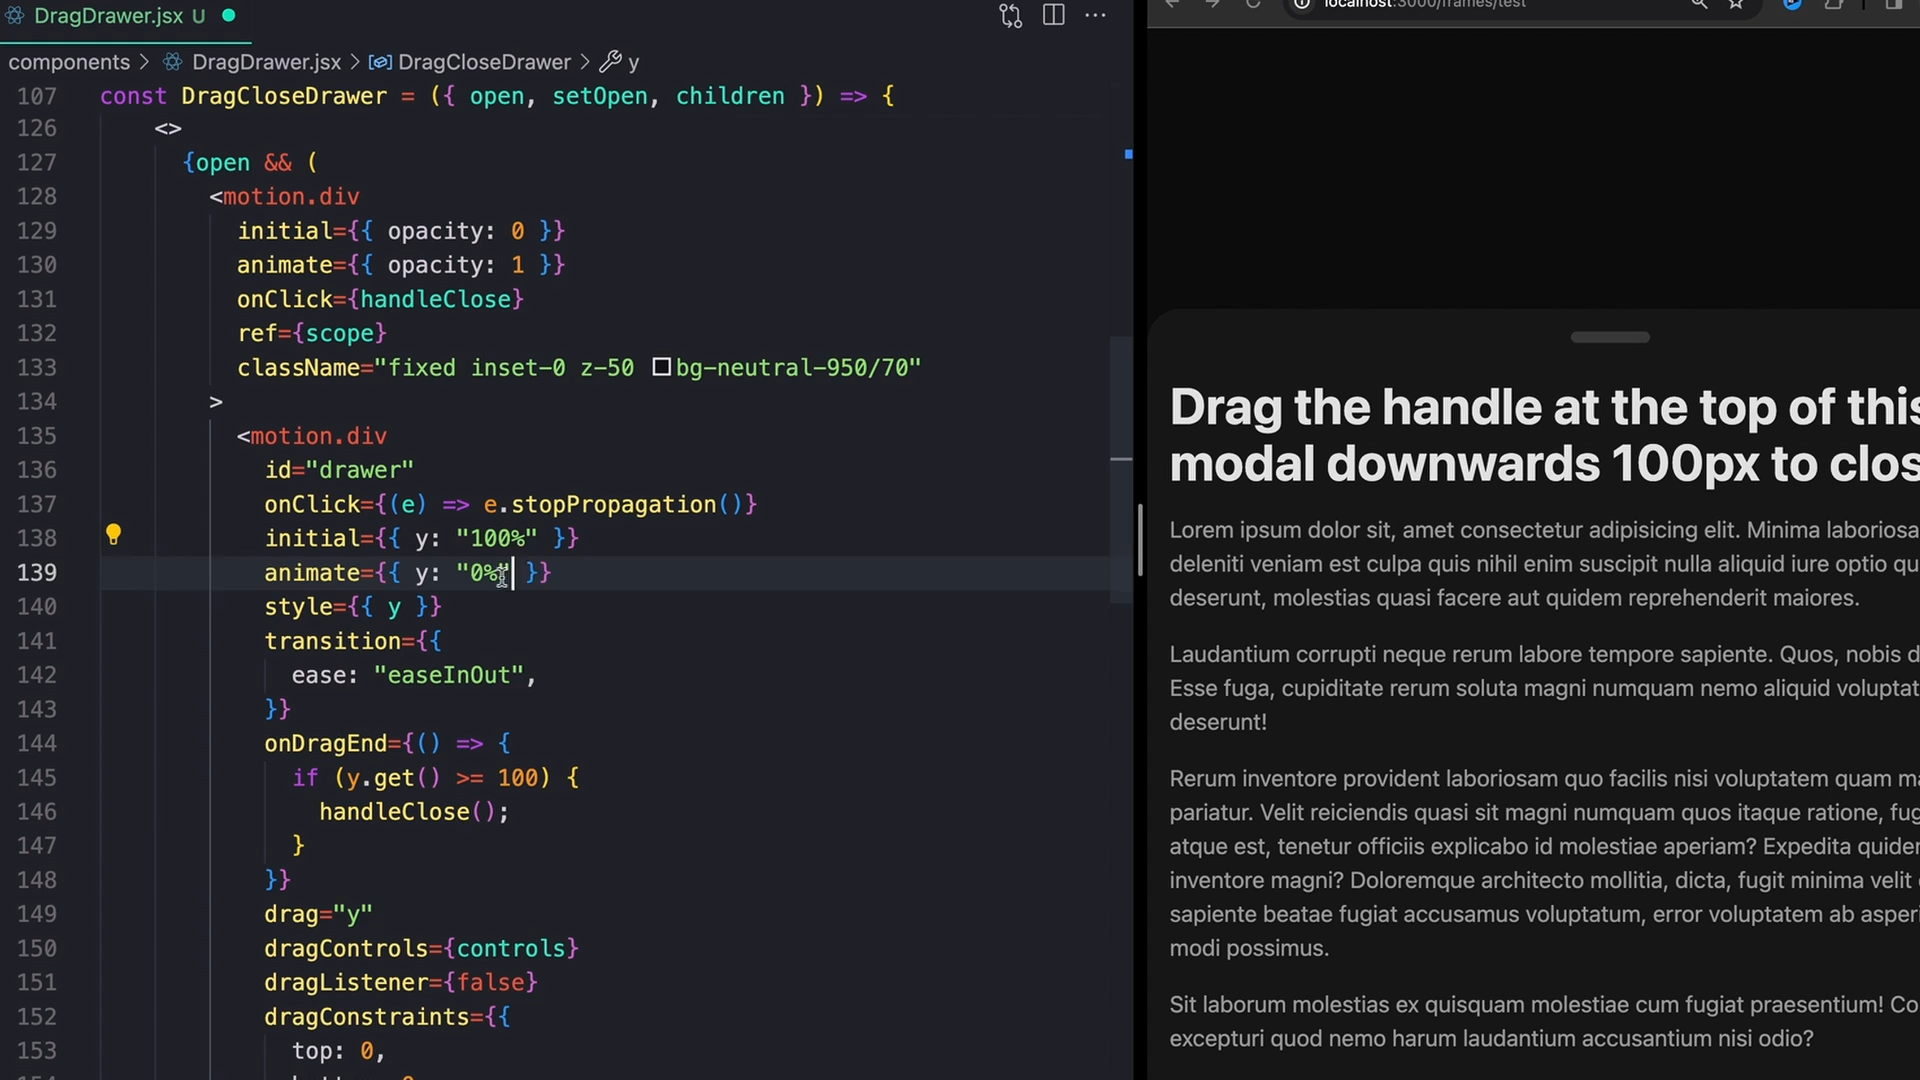 DragDrawer.jsx U
components > DragDrawer.jsx > DragCloseDrawer > y
107 const DragCloseDrawer = ({ open, setOpen, children }) => {
126 <>
127 {open && (
128 <motion.div
129 initial={{ opacity: 0 }}
130 animate={{ opacity: 1 }}
131 onClick={handleClose}
132 ref={scope}
133 className="fixed inset-0 z-50 bg-neutral-950/70"
134 >
135 <motion.div
136 id="drawer"
137 onClick={(e) => e.stopPropagation()}
138 initial={{ y: "100%" }}
139 animate={{ y: "0%" }}
140 style={{ y }}
141 transition={{
142 ease: "easeInOut",
143 }}
144 onDragEnd={() => {
145 if (y.get() >= 100) {
146 handleClose();
147 }
148 }}
149 drag="y"
150 dragControls={controls}
151 dragListener={false}
152 dragConstraints={{
153 top: 0,
localhost:3000/frames/test
Drag the handle at the top of this
modal downwards 100px to clos
Lorem ipsum dolor sit, amet consectetur adipisicing elit. Minima laboriosa
deleniti veniam est culpa quis nihil enim suscipit nulla aliquid iure optio qu
deserunt, molestias quasi facere aut quidem reprehenderit maiores.
Laudantium corrupti neque rerum labore tempore sapiente. Quos, nobis d
Esse fuga, cupiditate rerum soluta magni numquam nemo aliquid voluptat
deserunt!
Rerum inventore provident laboriosam quo facilis nisi voluptatem quam ma
pariatur. Velit reiciendis quasi sit magni numquam quos itaque ratione, fug
atque est, tenetur officiis explicabo id molestiae aperiam? Expedita quider
inventore magni? Doloremque architecto mollitia, dicta, fugit minima velit
sapiente beatae fugiat accusamus voluptatum, error voluptatem ab asperi
modi possimus.
Sit laborum molestias ex quisquam molestiae cum fugiat praesentium! Co
excepturi quod nemo harum laudantium accusantium nisi odio?